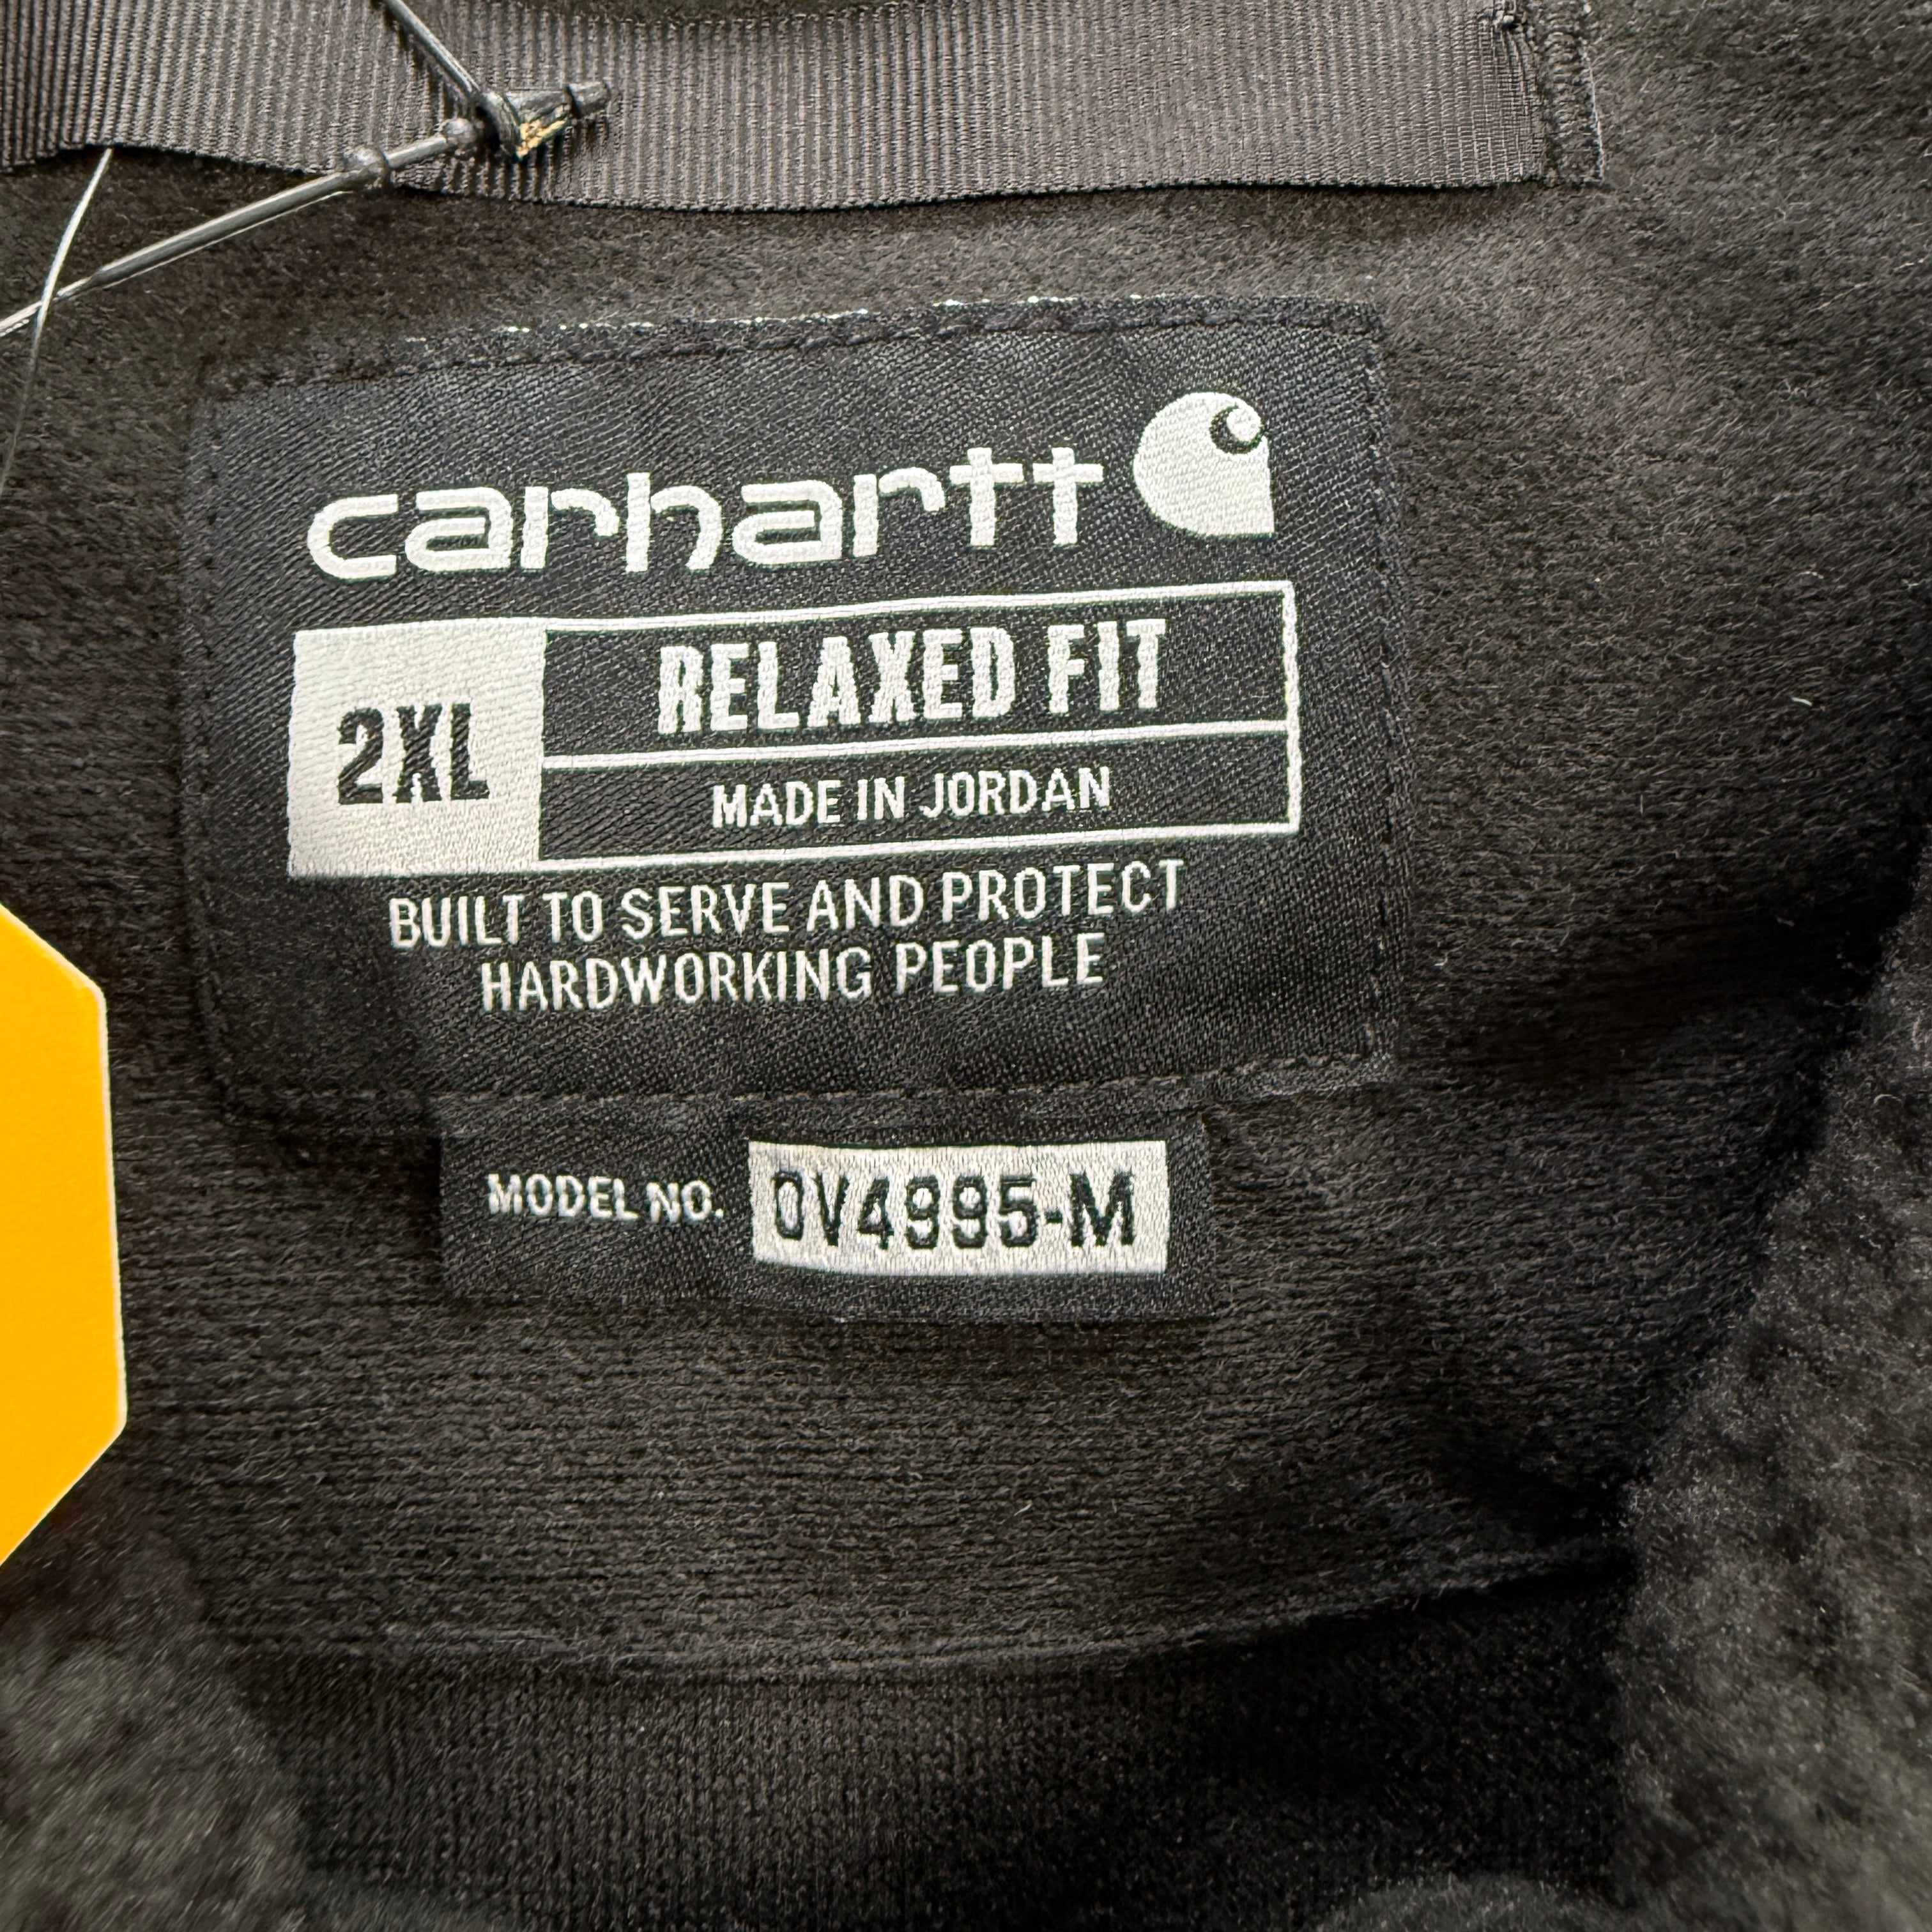 carhartt
2XL
RELAXED FIT
MADE IN JORDAN
BUILT TO SERVE AND PROTECT
HARDWORKING PEOPLE
MODEL NO. OV4995-M